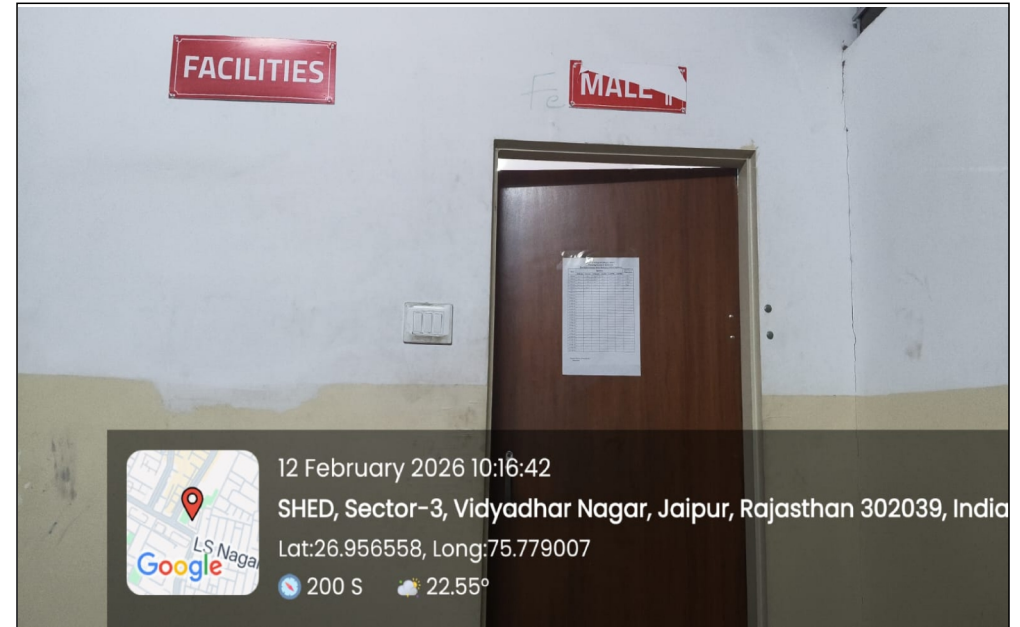 FACILITIES
Fe
MALE
12 February 2026 10:16:42
SHED, Sector-3, Vidyadhar Nagar, Jaipur, Rajasthan 302039, India
LS Nagar
Google
Lat:26.956558, Long:75.779007
200 S 22.55°